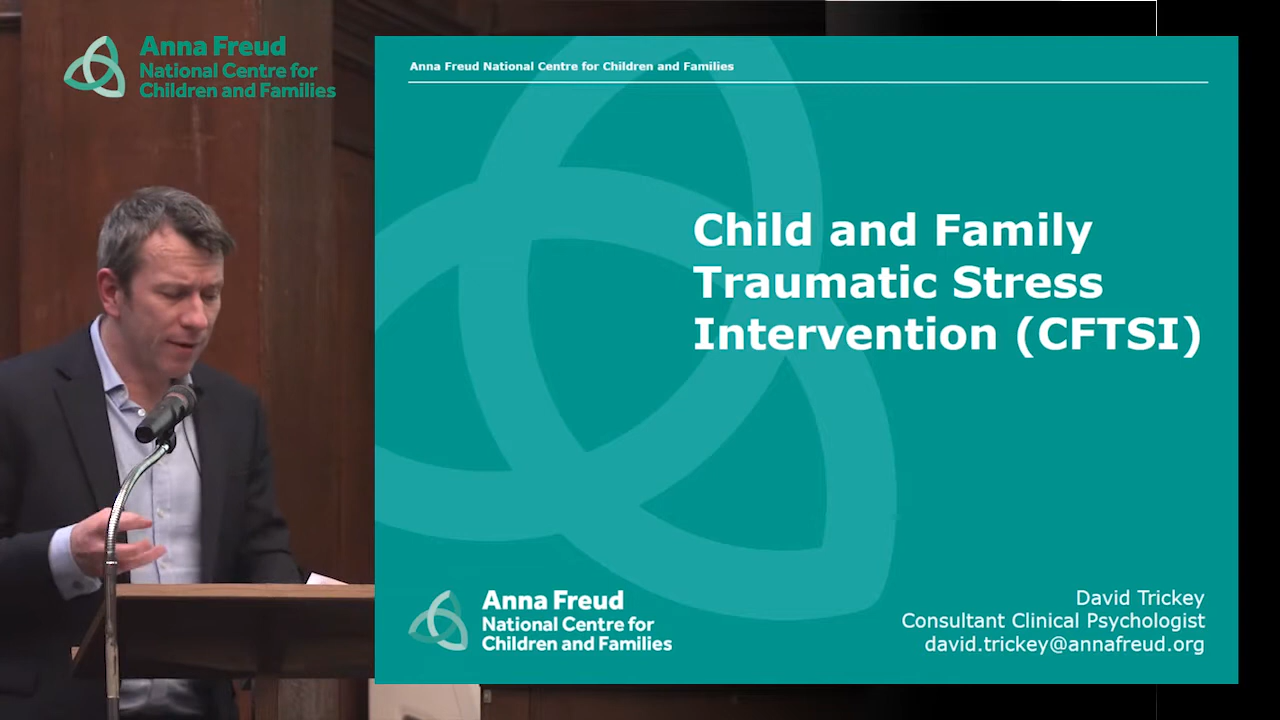 Anna Freud
National Centre for
Children and Families
Anna Freud National Centre for Children and Families
Child and Family
Traumatic Stress
Intervention (CFTSI)
Anna Freud
National Centre for
Children and Families
David Trickey
Consultant Clinical Psychologist
david.trickey@annafreud.org